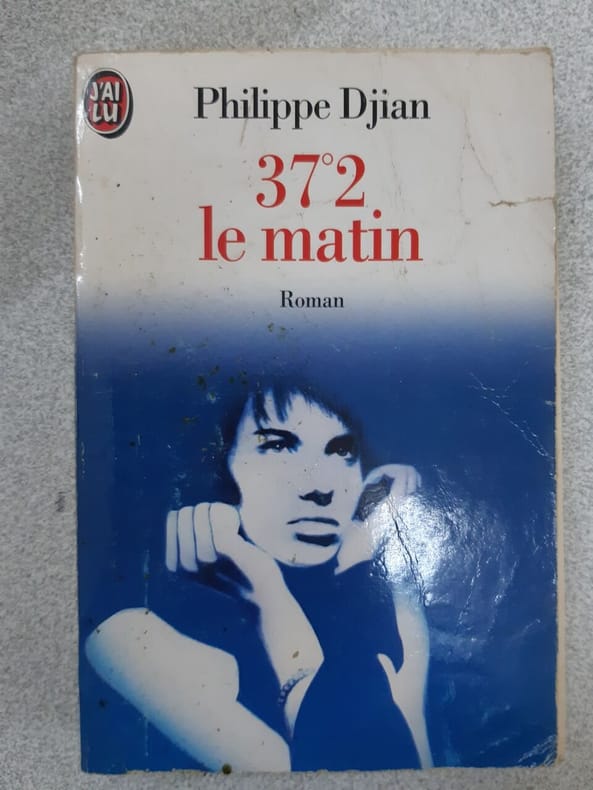 J'AI
LU
Philippe Djian
37°2
le matin
Roman